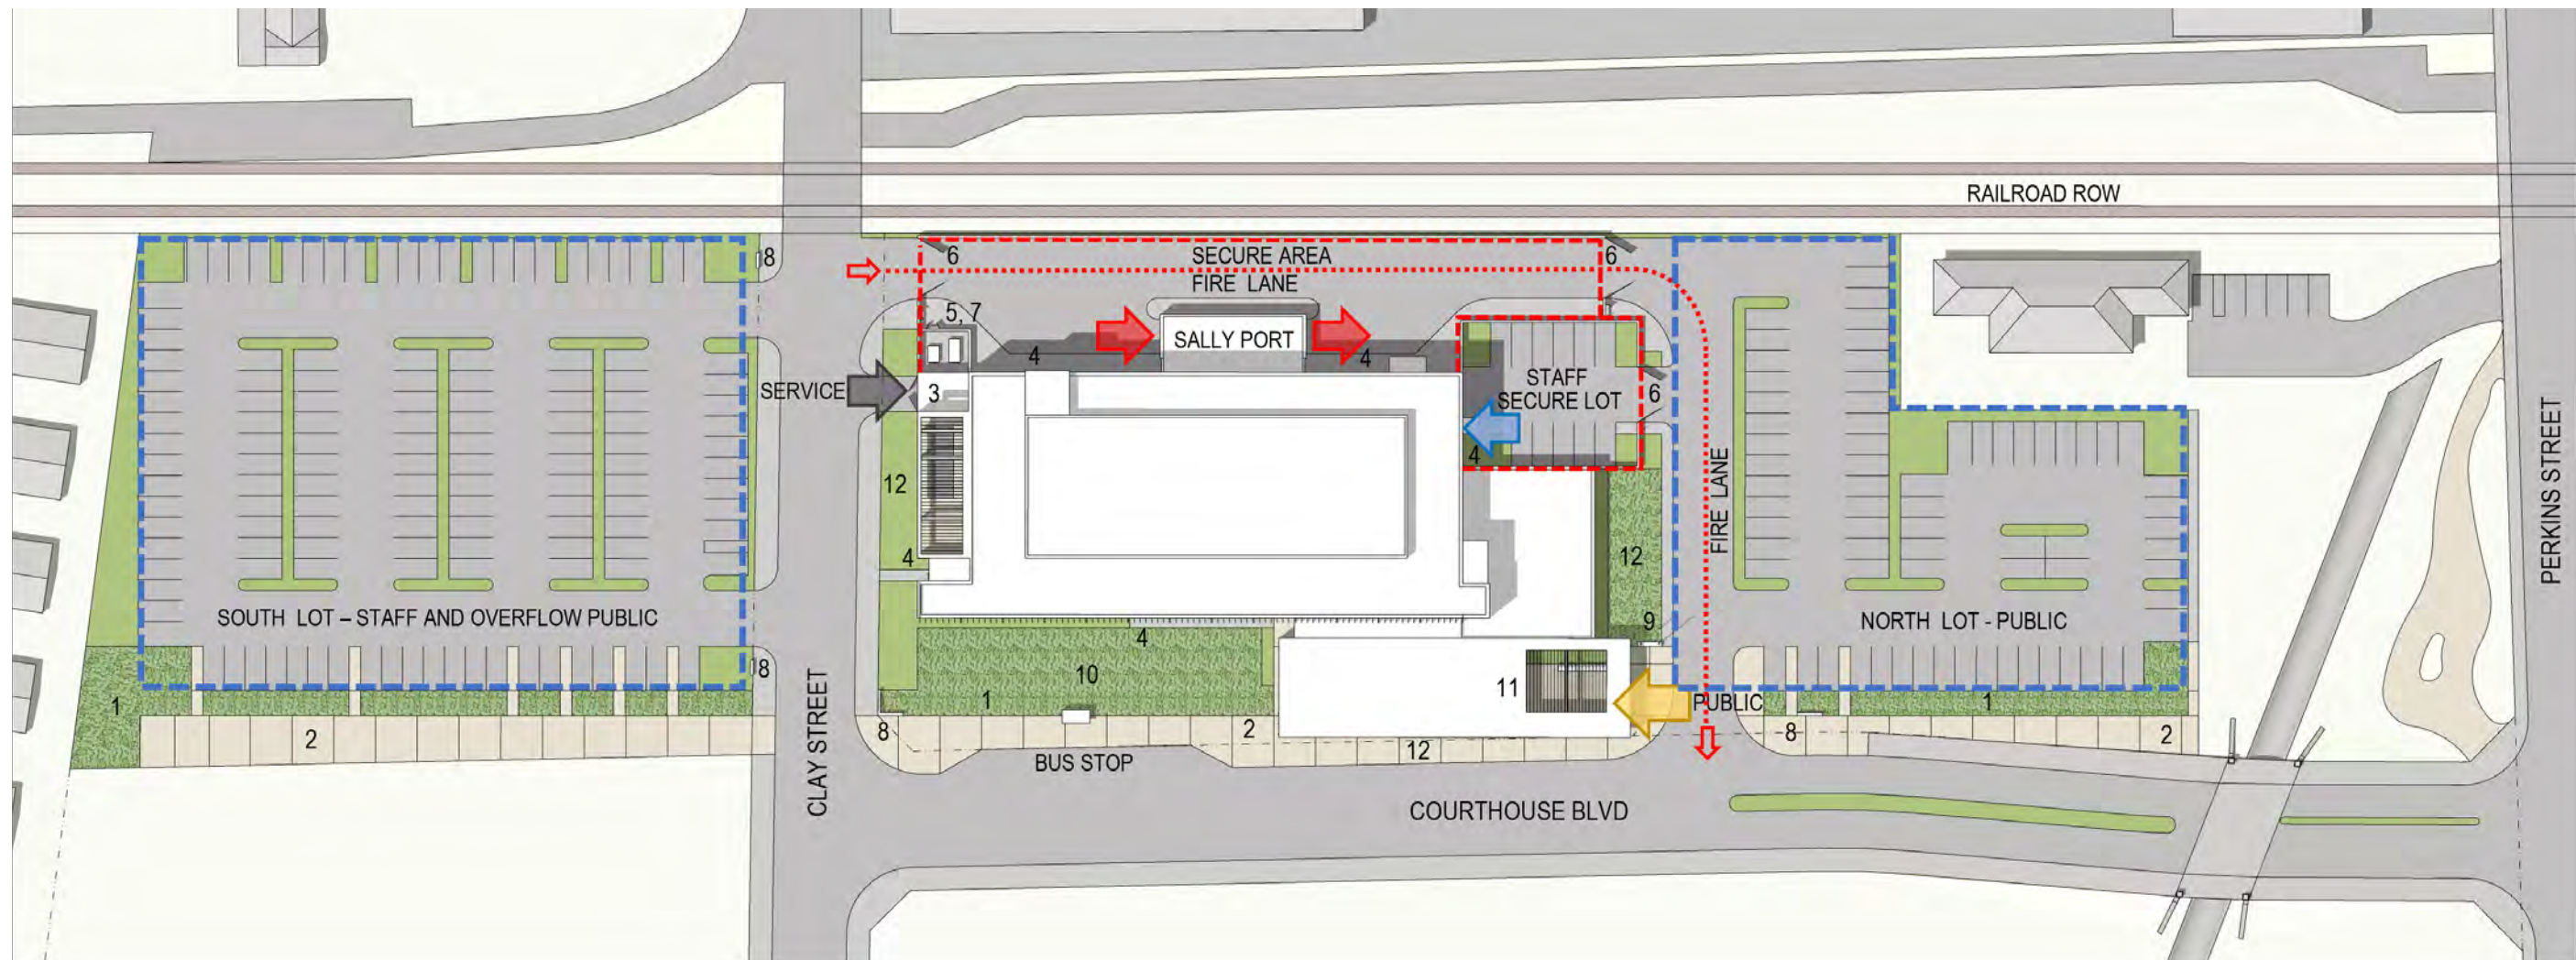 RAILROAD ROW
8
6
SECURE AREA
6
FIRE LANE
5, 7
SALLY PORT
4
4
SERVICE
3
STAFF
SECURE LOT
6
4
12
FIRE LANE
PERKINS STREET
4
12
SOUTH LOT – STAFF AND OVERFLOW PUBLIC
9
NORTH LOT - PUBLIC
4
8
10
11
1
1
PUBLIC
1
CLAY STREET
2
8
2
12
8
2
BUS STOP
COURTHOUSE BLVD